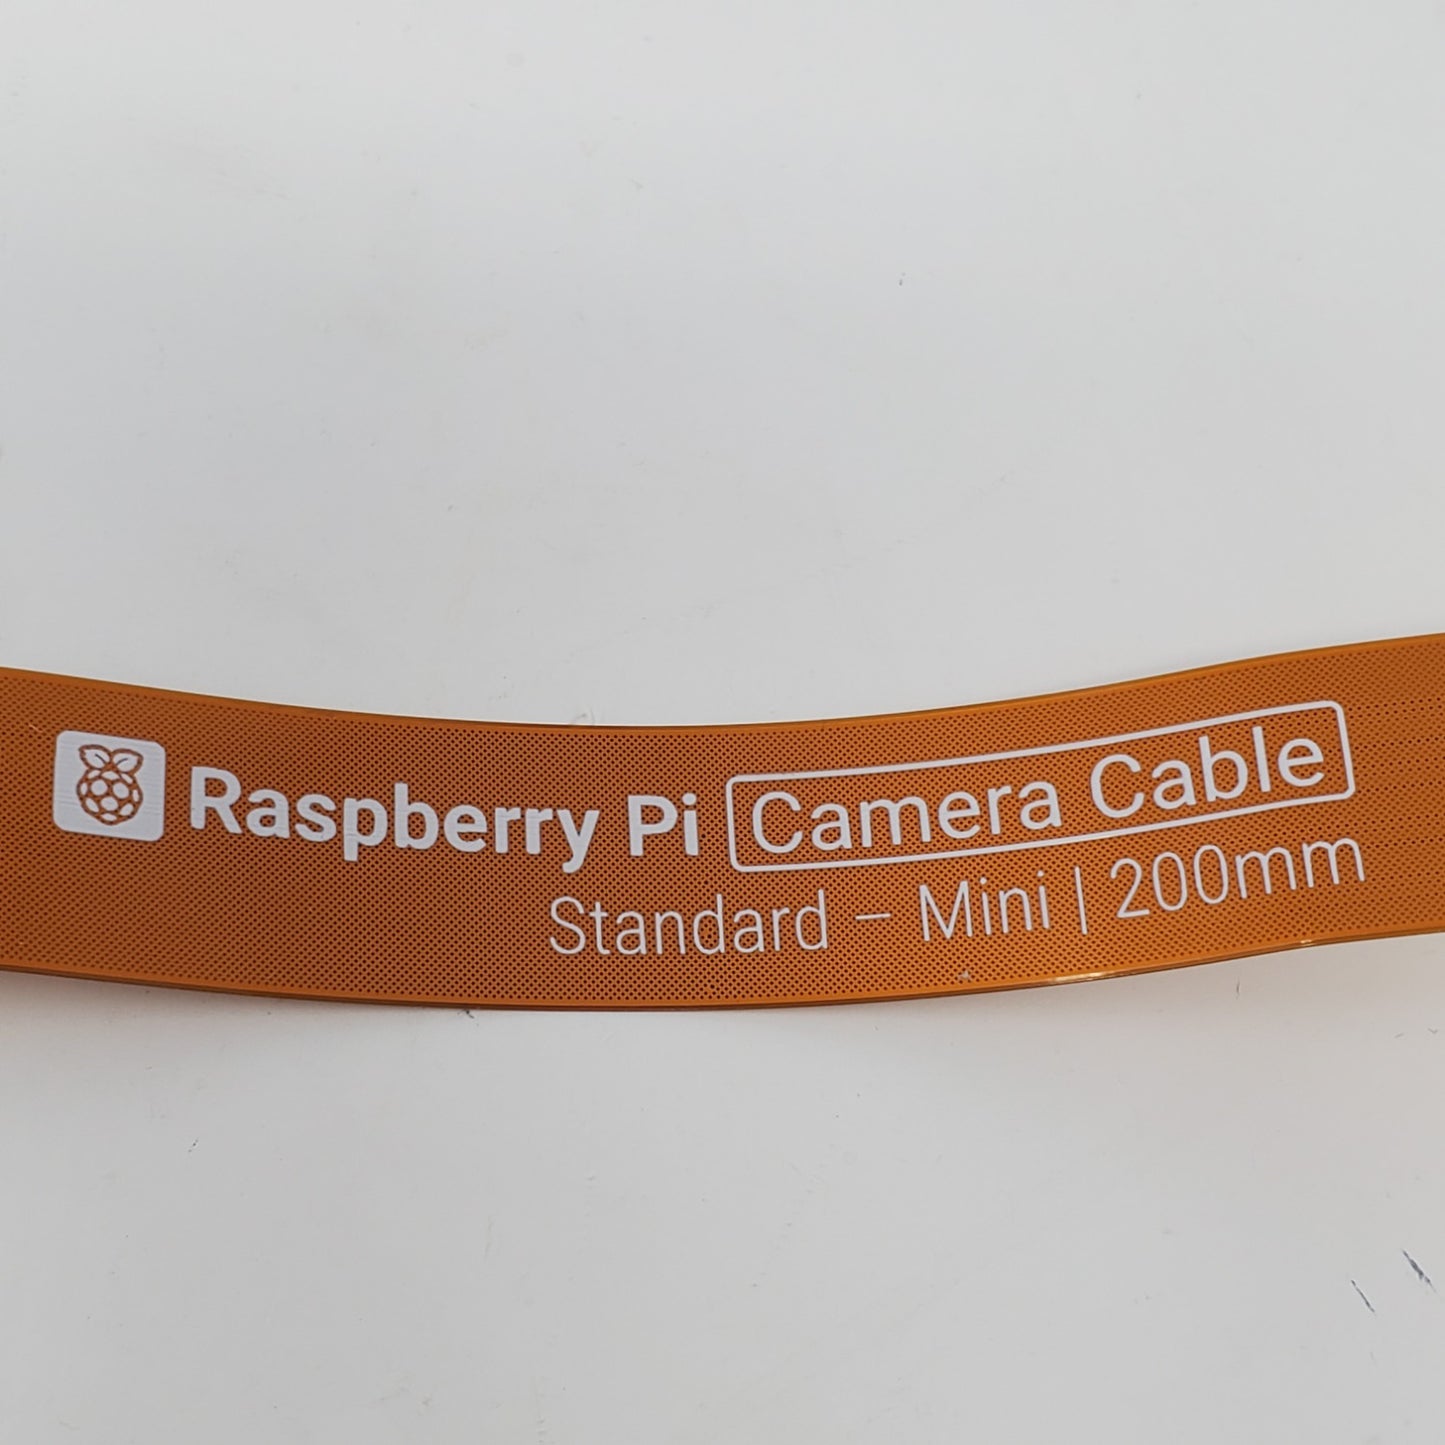 Raspberry Pi Camera Cable
Standard – Mini | 200mm